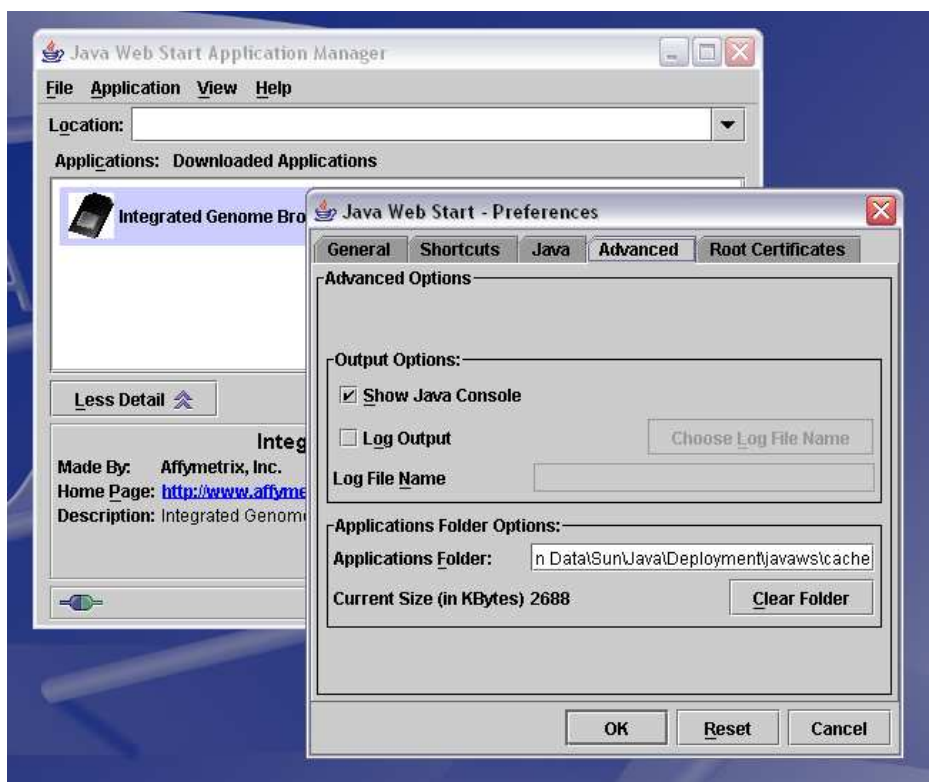 Java Web Start Application Manager
File Application View Help
Location:
Applications: Downloaded Applications
Integrated Genome Bro
Java Web Start - Preferences
General Shortcuts Java Advanced Root Certificates
Advanced Options
Output Options:
Show Java Console
Log Output Choose Log File Name
Log File Name
Applications Folder Options:
Applications Folder: n Data\Sun\Java\Deployment\javaws\cache
Current Size (in KBytes) 2688 Clear Folder
OK Reset Cancel
Less Detail
Integ
Made By: Affymetrix, Inc.
Home Page: http://www.affyme
Description: Integrated Genom